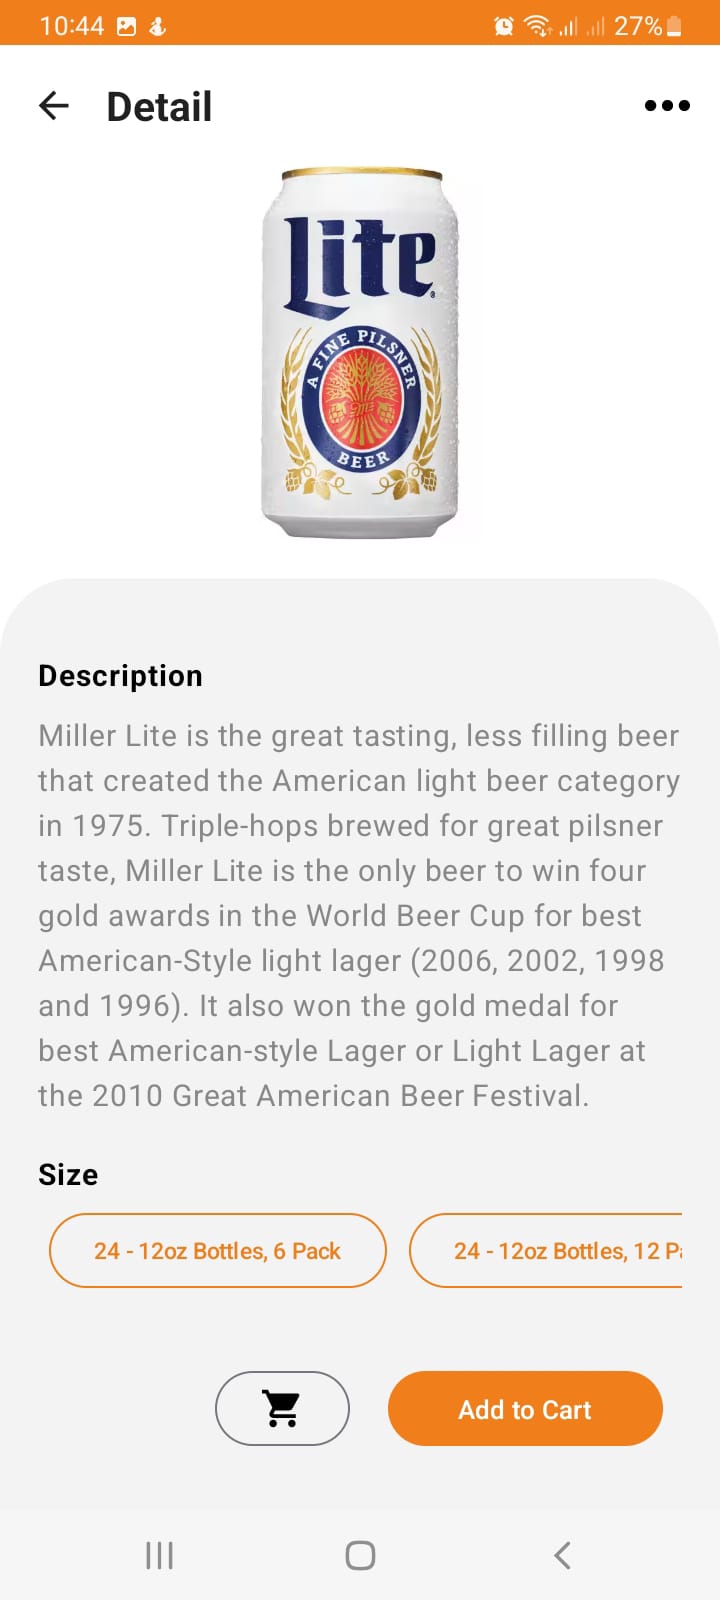 10:44
27%
Detail
Lite
A FINE PILSNER
BEER
Description
Miller Lite is the great tasting, less filling beer
that created the American light beer category
in 1975. Triple-hops brewed for great pilsner
taste, Miller Lite is the only beer to win four
gold awards in the World Beer Cup for best
American-Style light lager (2006, 2002, 1998
and 1996). It also won the gold medal for
best American-style Lager or Light Lager at
the 2010 Great American Beer Festival.
Size
24 - 12oz Bottles, 6 Pack
24 - 12oz Bottles, 12
Add to Cart